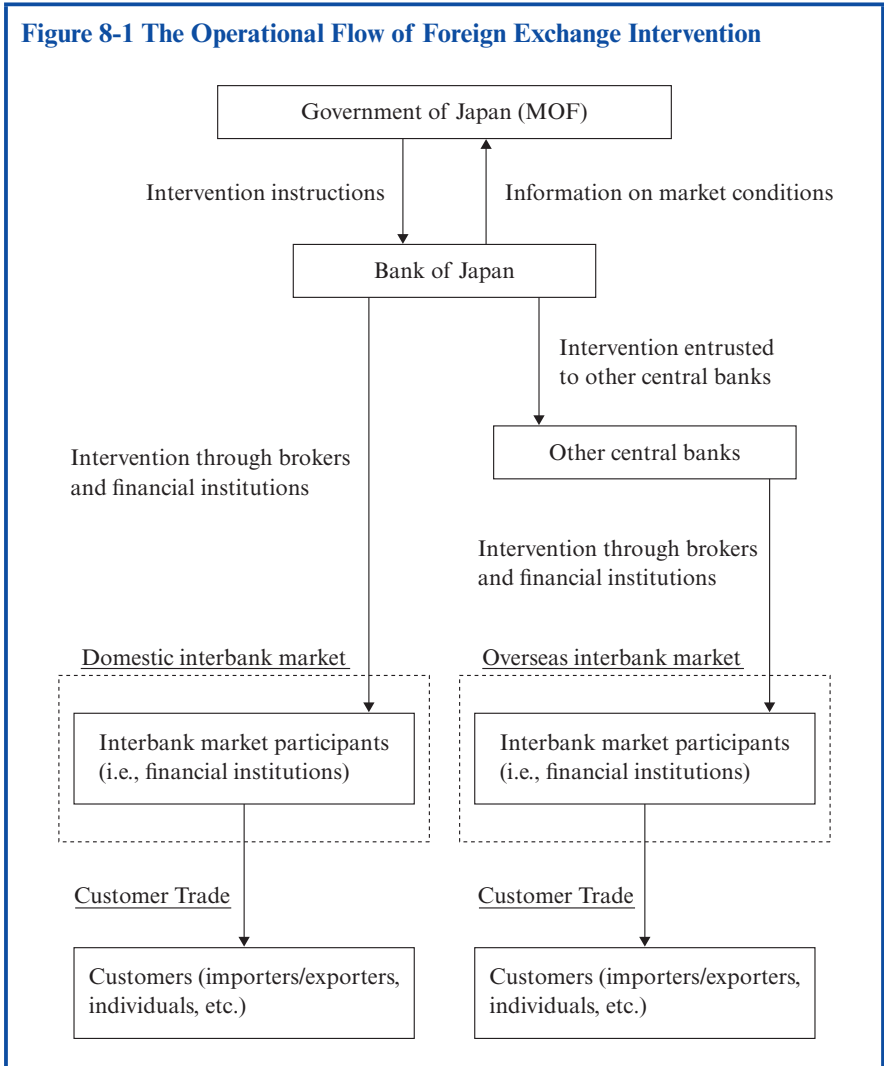 Figure 8-1 The Operational Flow of Foreign Exchange Intervention
Government of Japan (MOF)
Intervention instructions
Information on market conditions
Bank of Japan
Intervention entrusted
to other central banks
Other central banks
Intervention through brokers
and financial institutions
Intervention through brokers
and financial institutions
Domestic interbank market
Overseas interbank market
Interbank market participants
(i.e., financial institutions)
Interbank market participants
(i.e., financial institutions)
Customer Trade
Customer Trade
Customers (importers/exporters,
individuals, etc.)
Customers (importers/exporters,
individuals, etc.)